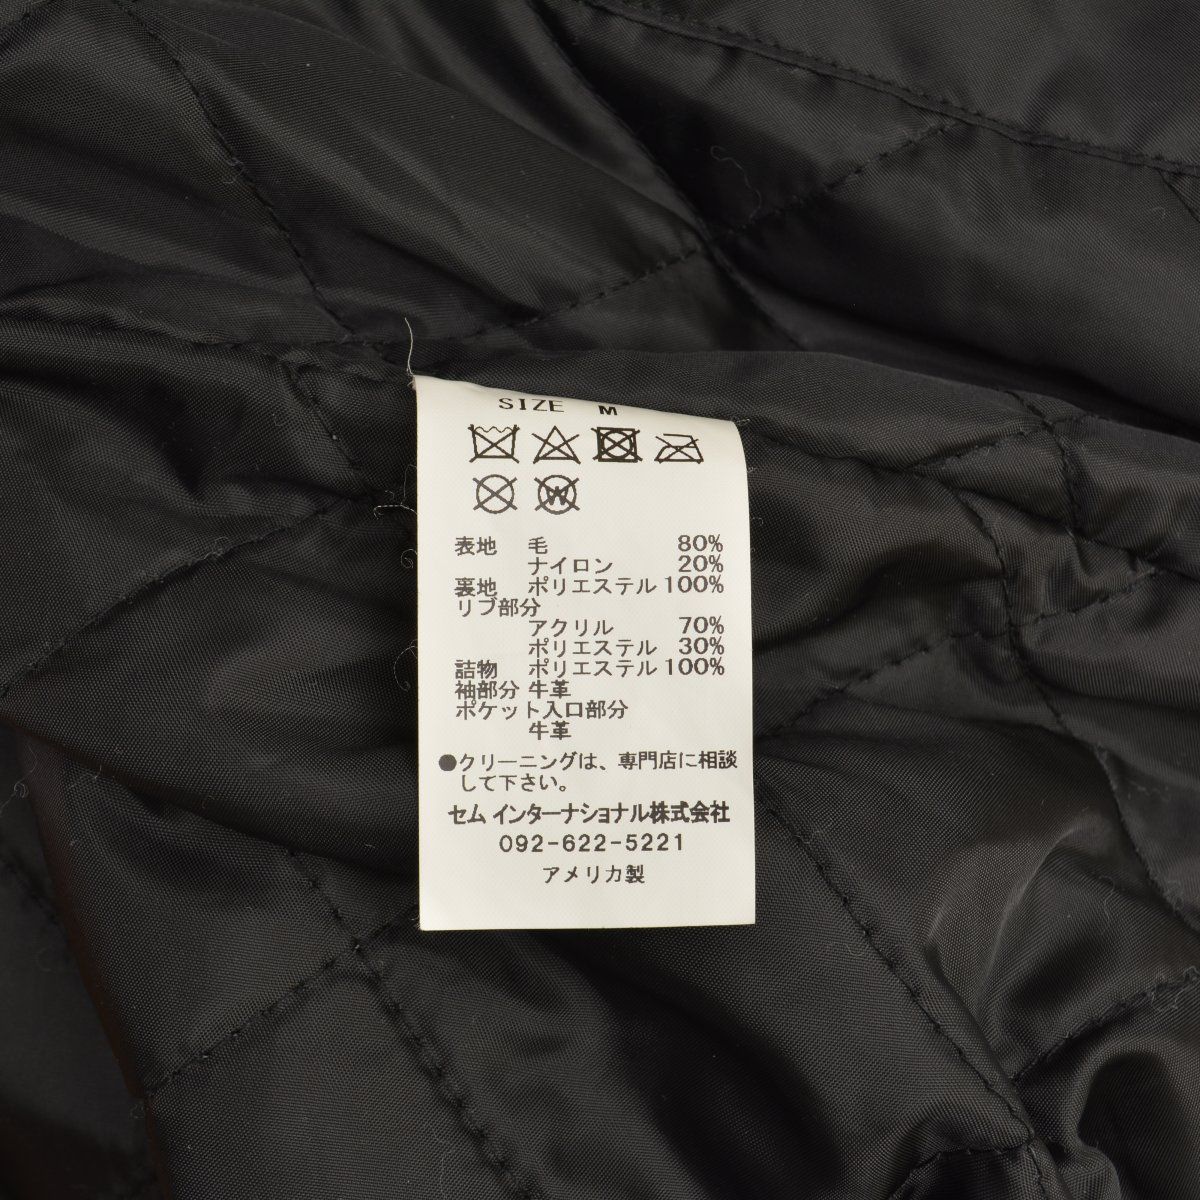 SIZE M
W
表地 毛 80%
ナイロン 20%
裏地 ポリエステル 100%
リブ部分
アクリル 70%
ポリエステル 30%
詰物 ポリエステル 100%
袖部分 牛革
ポケット入口部分
牛革
●クリーニングは、専門店に相談
して下さい。
セム インターナショナル株式会社
092-622-5221
アメリカ製